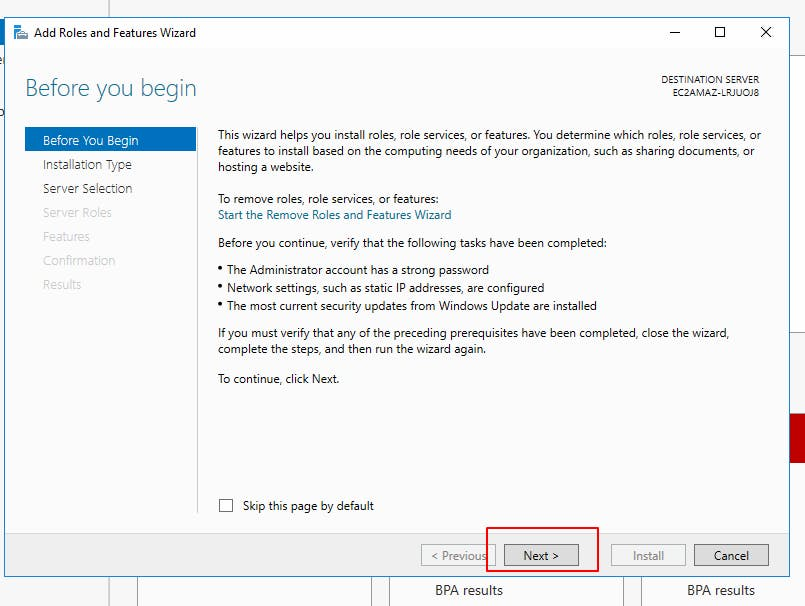 Add Roles and Features Wizard
Before you begin
DESTINATION SERVER
EC2AMAZ-LRJUOJ8
Before You Begin
Installation Type
Server Selection
Server Roles
Features
Confirmation
Results
This wizard helps you install roles, role services, or features. You determine which roles, role services, or
features to install based on the computing needs of your organization, such as sharing documents, or
hosting a website.
To remove roles, role services, or features:
Start the Remove Roles and Features Wizard
Before you continue, verify that the following tasks have been completed:
• The Administrator account has a strong password
• Network settings, such as static IP addresses, are configured
• The most current security updates from Windows Update are installed
If you must verify that any of the preceding prerequisites have been completed, close the wizard,
complete the steps, and then run the wizard again.
To continue, click Next.
Skip this page by default
< Previous
Next >
Install
Cancel
BPA results
BPA results